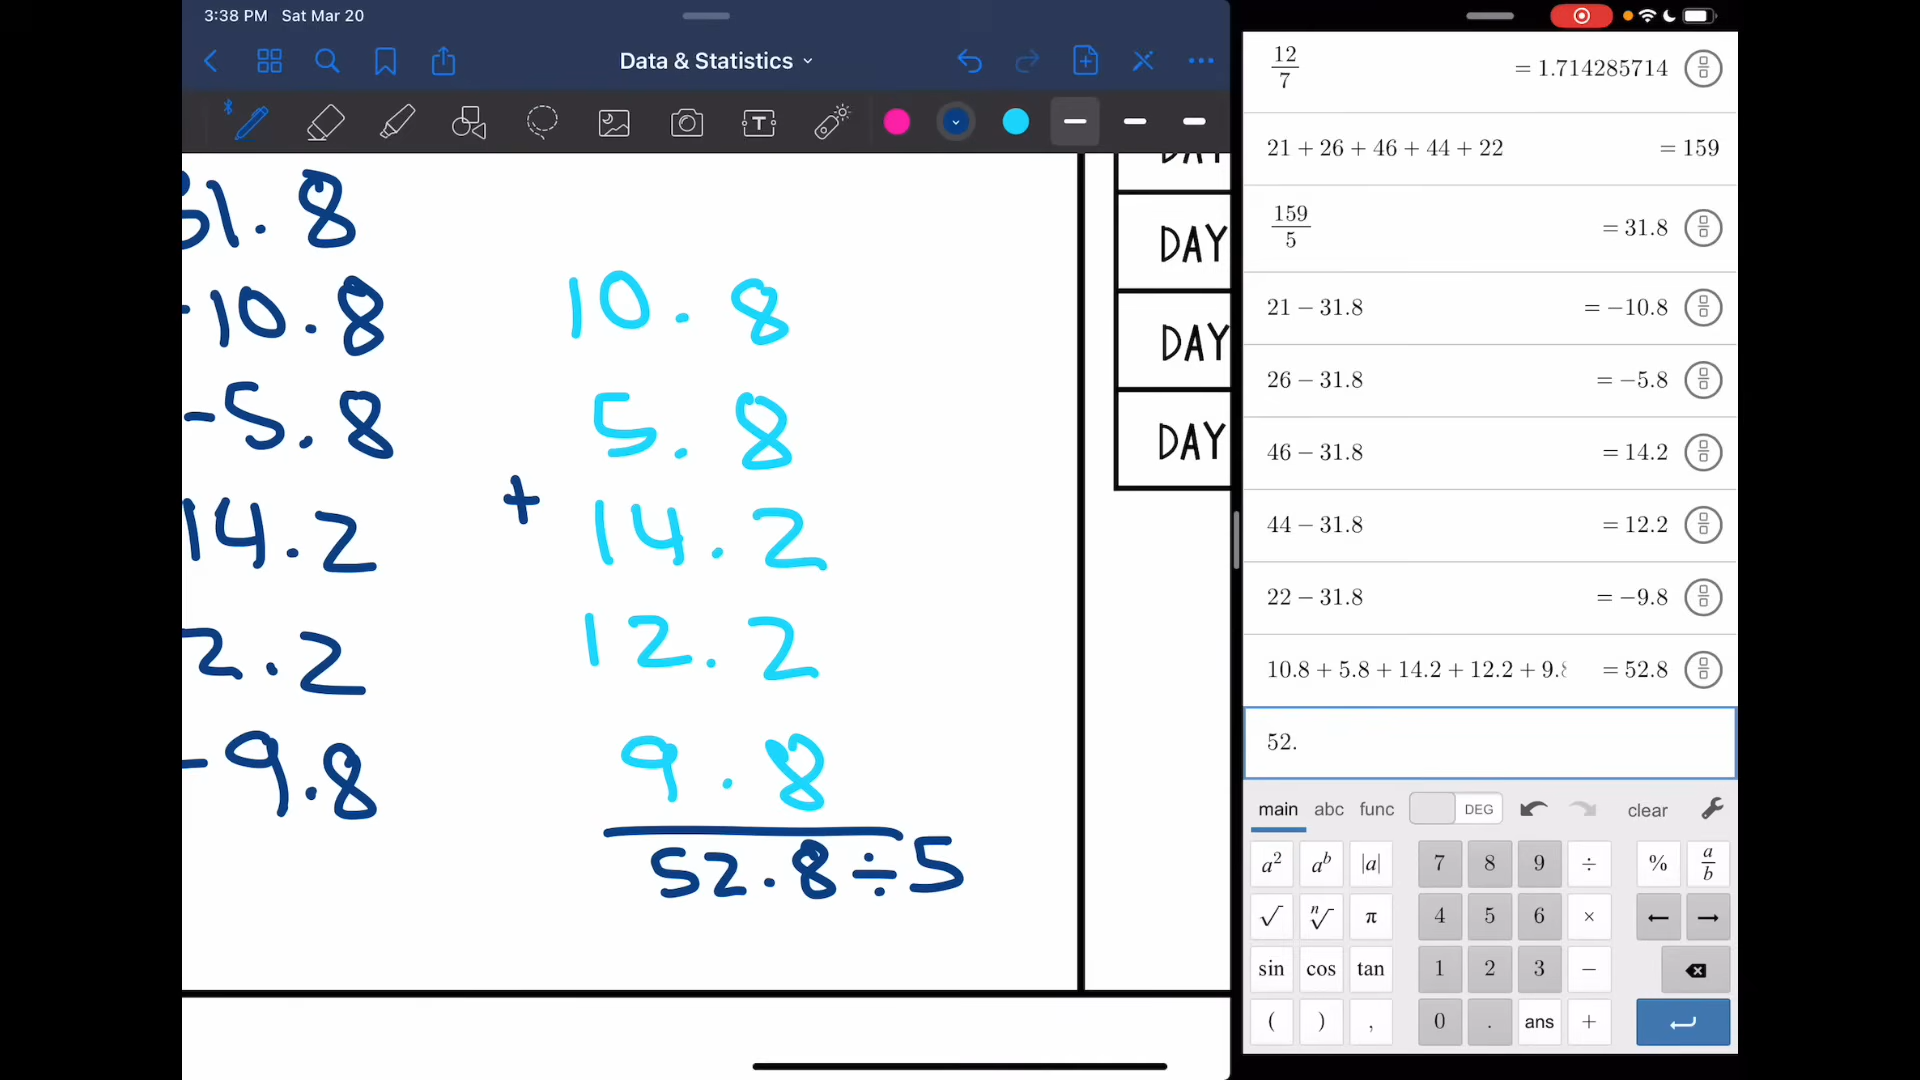 3:38 PM Sat Mar 20
Data & Statistics
T
31.8
-10.8
-5.8
14.2
2.2
-9.8
10.8
5.8
+ 14.2
12.2
9.8
52.8÷5
DAY
DAY
DAY
DAY
12/7 = 1.714285714
21 + 26 + 46 + 44 + 22 = 159
159/5 = 31.8
21 − 31.8 = −10.8
26 − 31.8 = −5.8
46 − 31.8 = 14.2
44 − 31.8 = 12.2
22 − 31.8 = −9.8
10.8 + 5.8 + 14.2 + 12.2 + 9.8 = 52.8
52.
main abc func DEG clear
a² aᵇ |a| 7 8 9 ÷ % a/b
√ ⁿ√ π 4 5 6 × ← →
sin cos tan 1 2 3 −
( ) , 0 . ans +